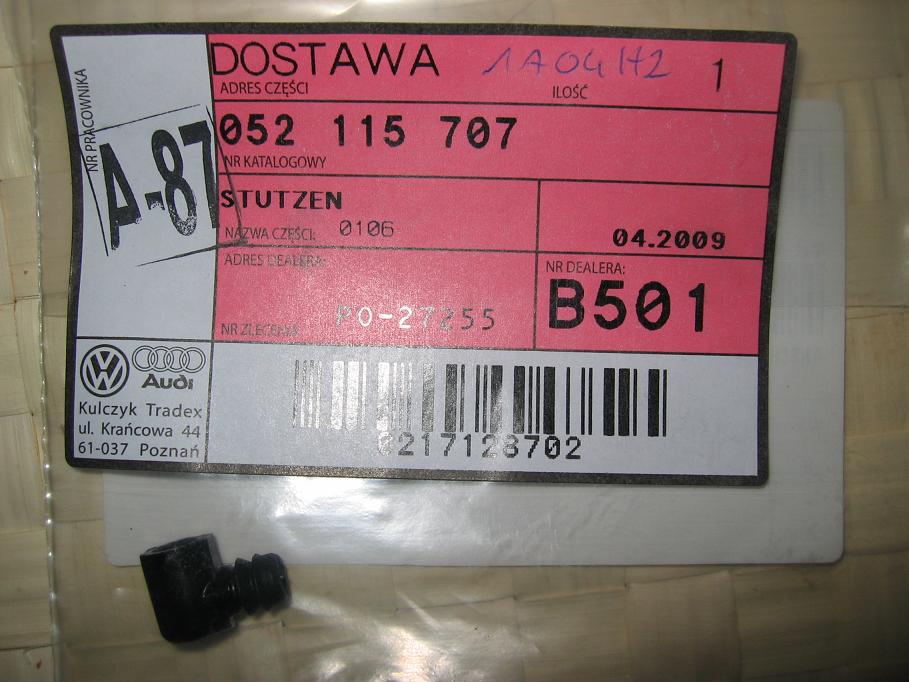 DOSTAWA 1A04H2 1
ADRES CZĘŚCI ILOŚĆ
052 115 707
NR KATALOGOWY
STUTZEN
NAZWA CZĘŚCI: 0106
04.2009
ADRES DEALERA:
NR DEALERA:
B501
PO-27255
NR ZLECENIA:
NR PRACOWNIKA
A-87
VW Audi
Kulczyk Tradex
ul. Krańcowa 44
61-037 Poznań
0217128702